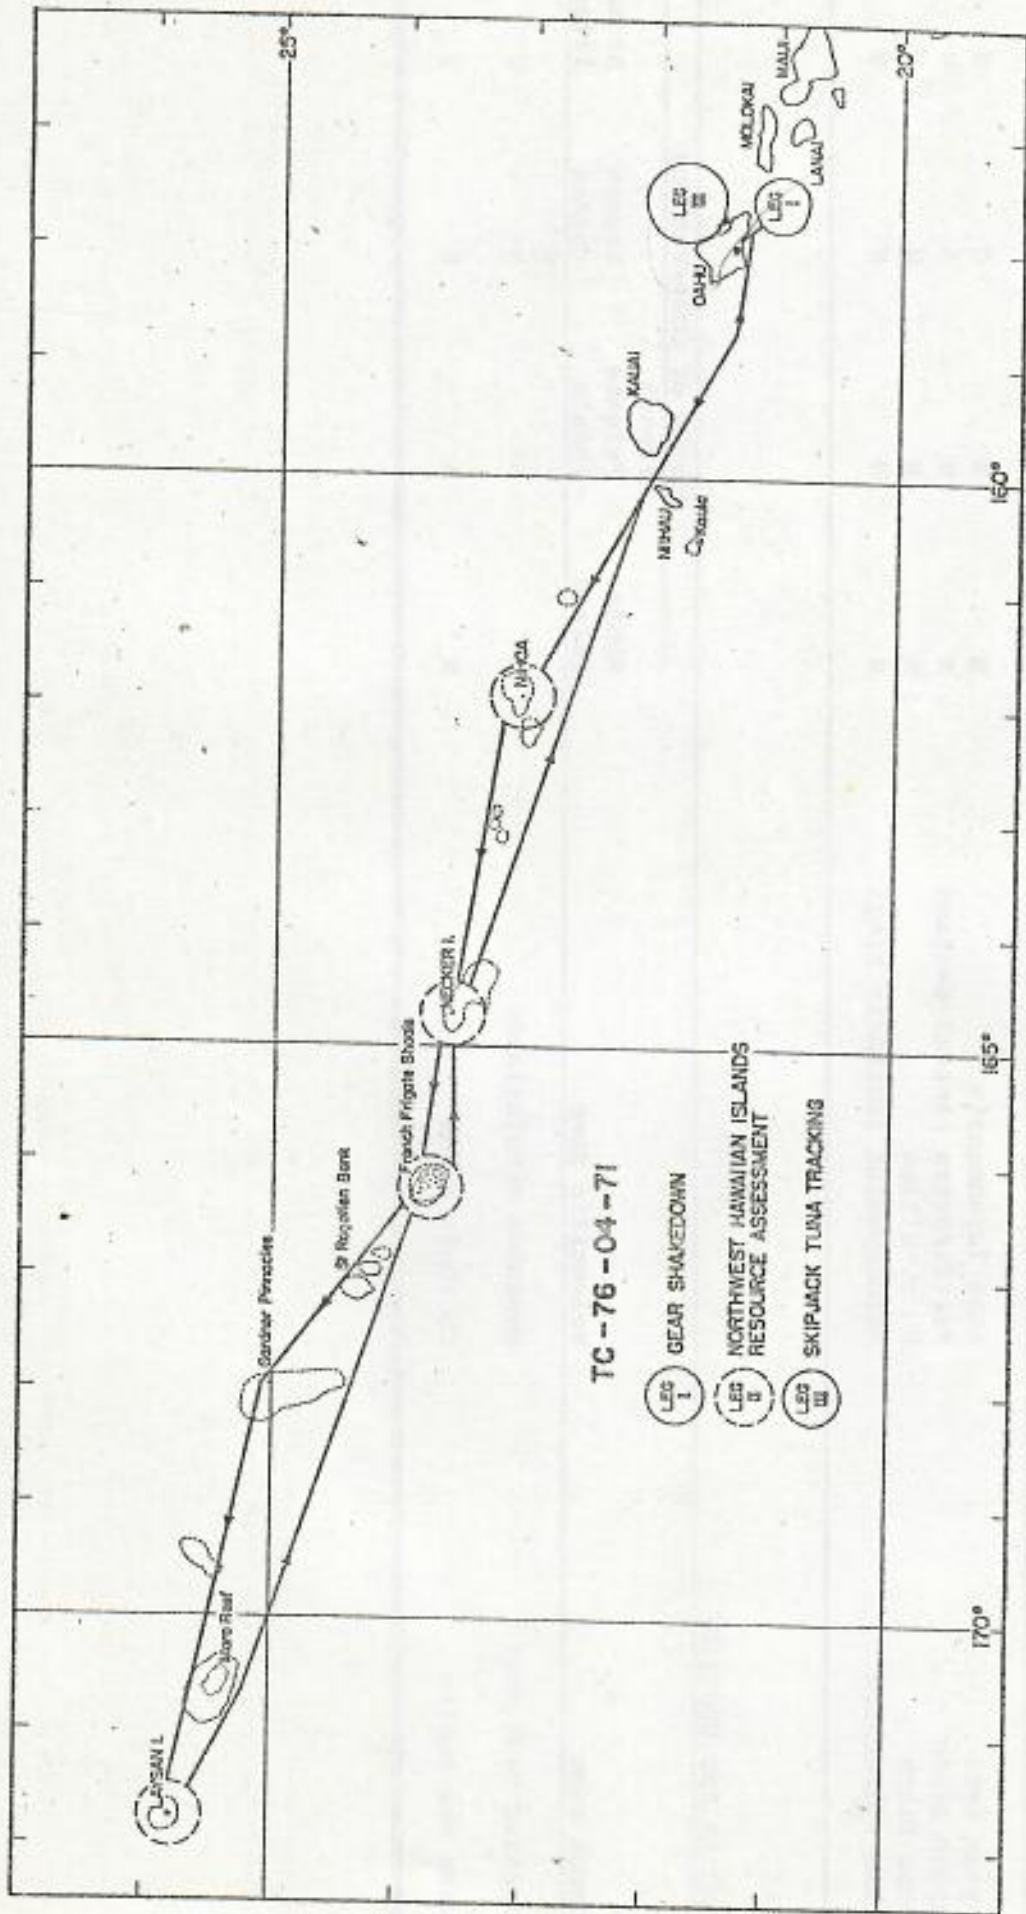 25°
20°
160°
165°
170°
LAYSAN I.
Maro Reef
Gardner Pinnacles
St Rogatien Bank
French Frigate Shoals
NECKER I.
NIHOA
NIIHAU
Kaula
KAUAI
OAHU
LEG
III
LEG
I
MOLOKAI
LANAI
MAUI
TC-76-04-71
LEG
I
GEAR SHAKEDOWN
LEG
II
NORTHWEST HAWAIIAN ISLANDS
RESOURCE ASSESSMENT
LEG
III
SKIPJACK TUNA TRACKING